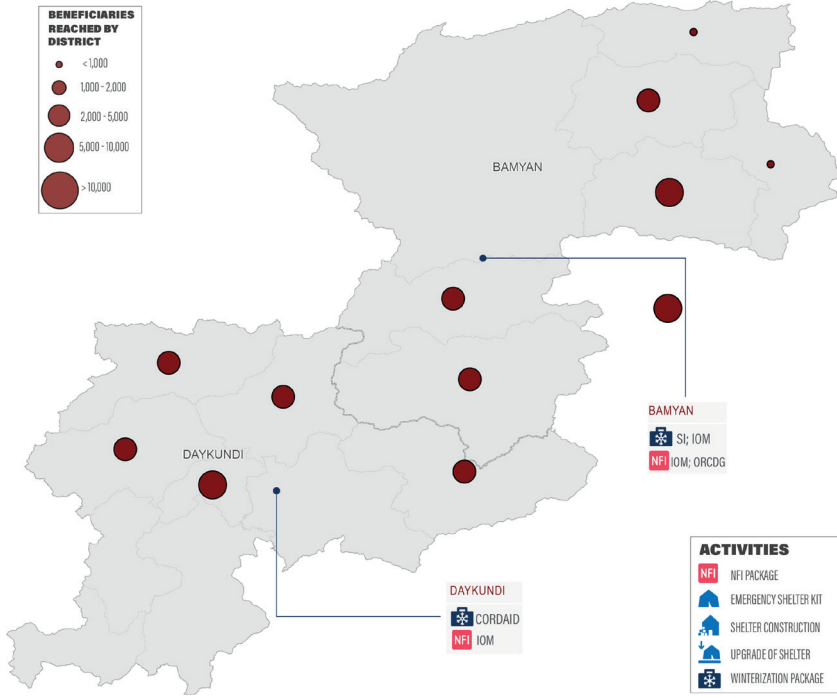 BENEFICIARIES
REACHED BY
DISTRICT
<1,000
1,000 - 2,000
2,000 - 5,000
5,000 - 10,000
>10,000
BAMYAN
DAYKUNDI
BAMYAN
SI; IOM
NFI IOM; ORCDG
DAYKUNDI
CORDAID
NFI IOM
ACTIVITIES
NFI NFI PACKAGE
EMERGENCY SHELTER KIT
SHELTER CONSTRUCTION
UPGRADE OF SHELTER
WINTERIZATION PACKAGE